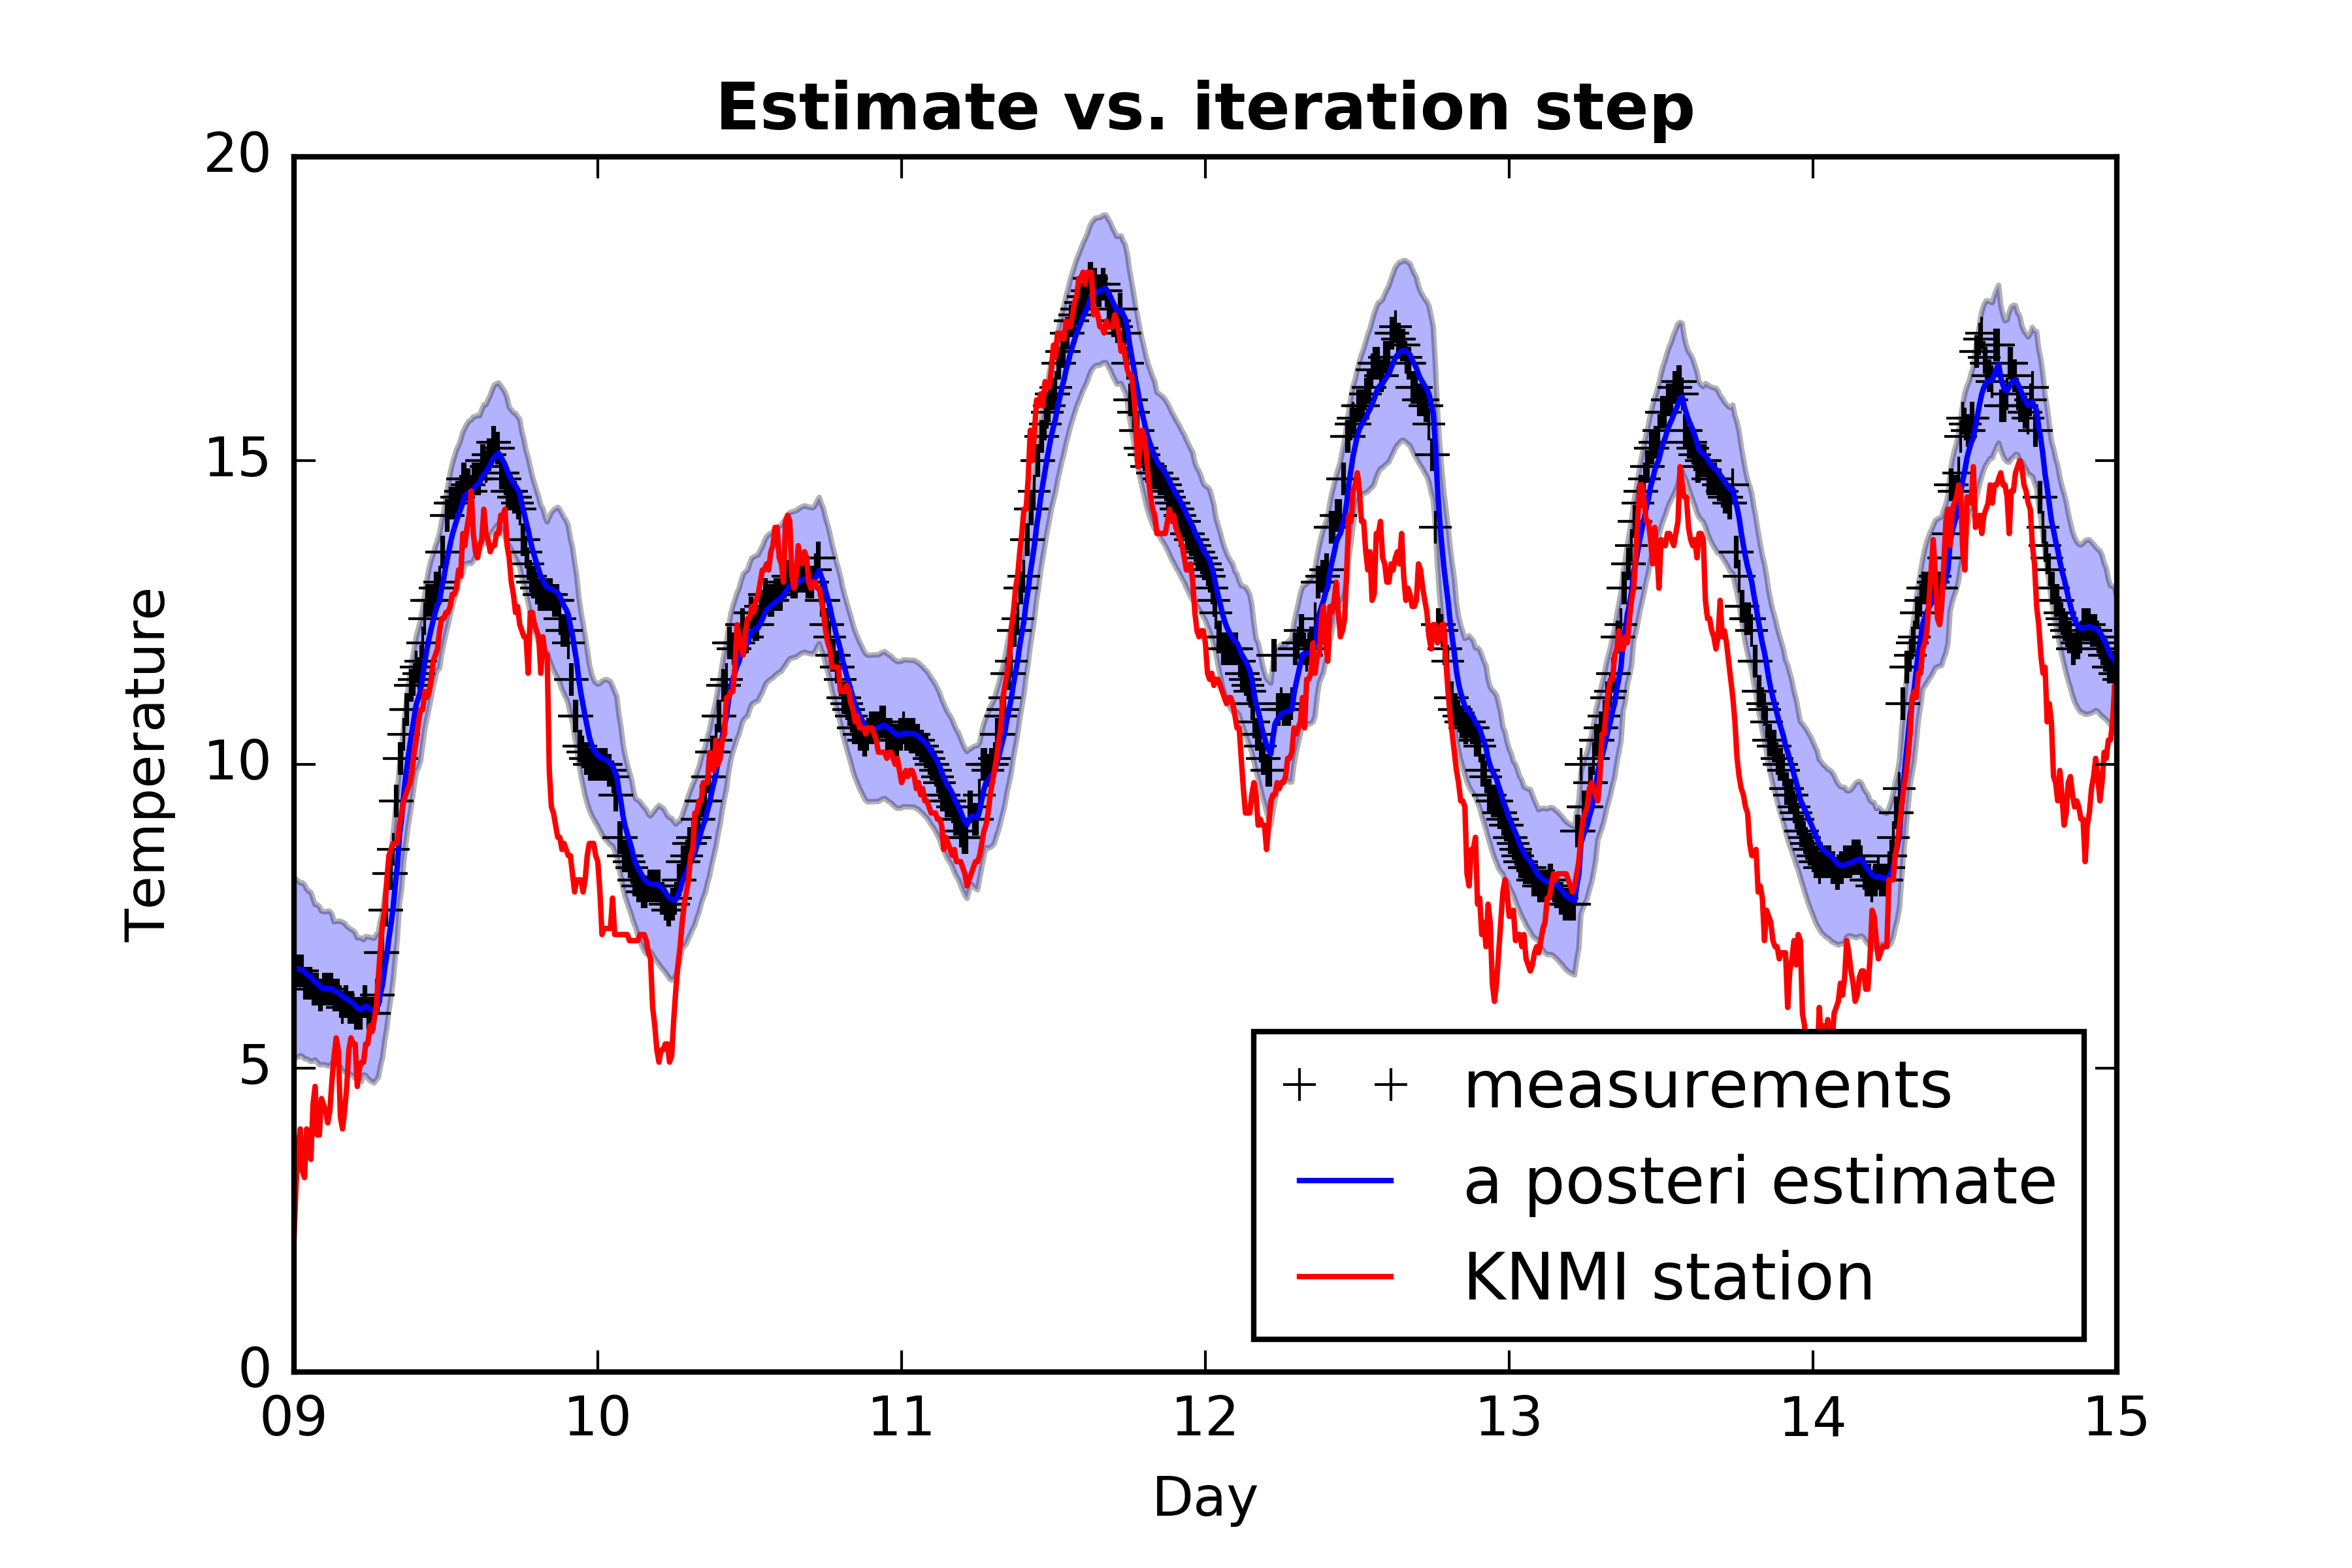 Estimate vs. iteration step
20
15
10
5
0
Temperature
09 10 11 12 13 14 15
Day
measurements
a posteri estimate
KNMI station